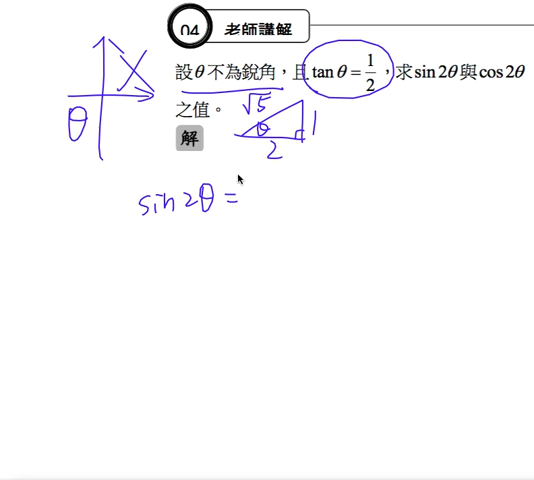 04 老師講解
設θ不為銳角，且tanθ=1/2，求sin2θ與cos2θ
之值。
解
θ
√5
θ
1
2
sin2θ=